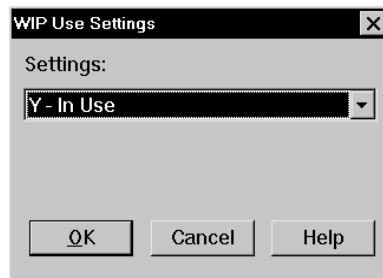 WIP Use Settings
Settings:
Y - In Use
OK
Cancel
Help